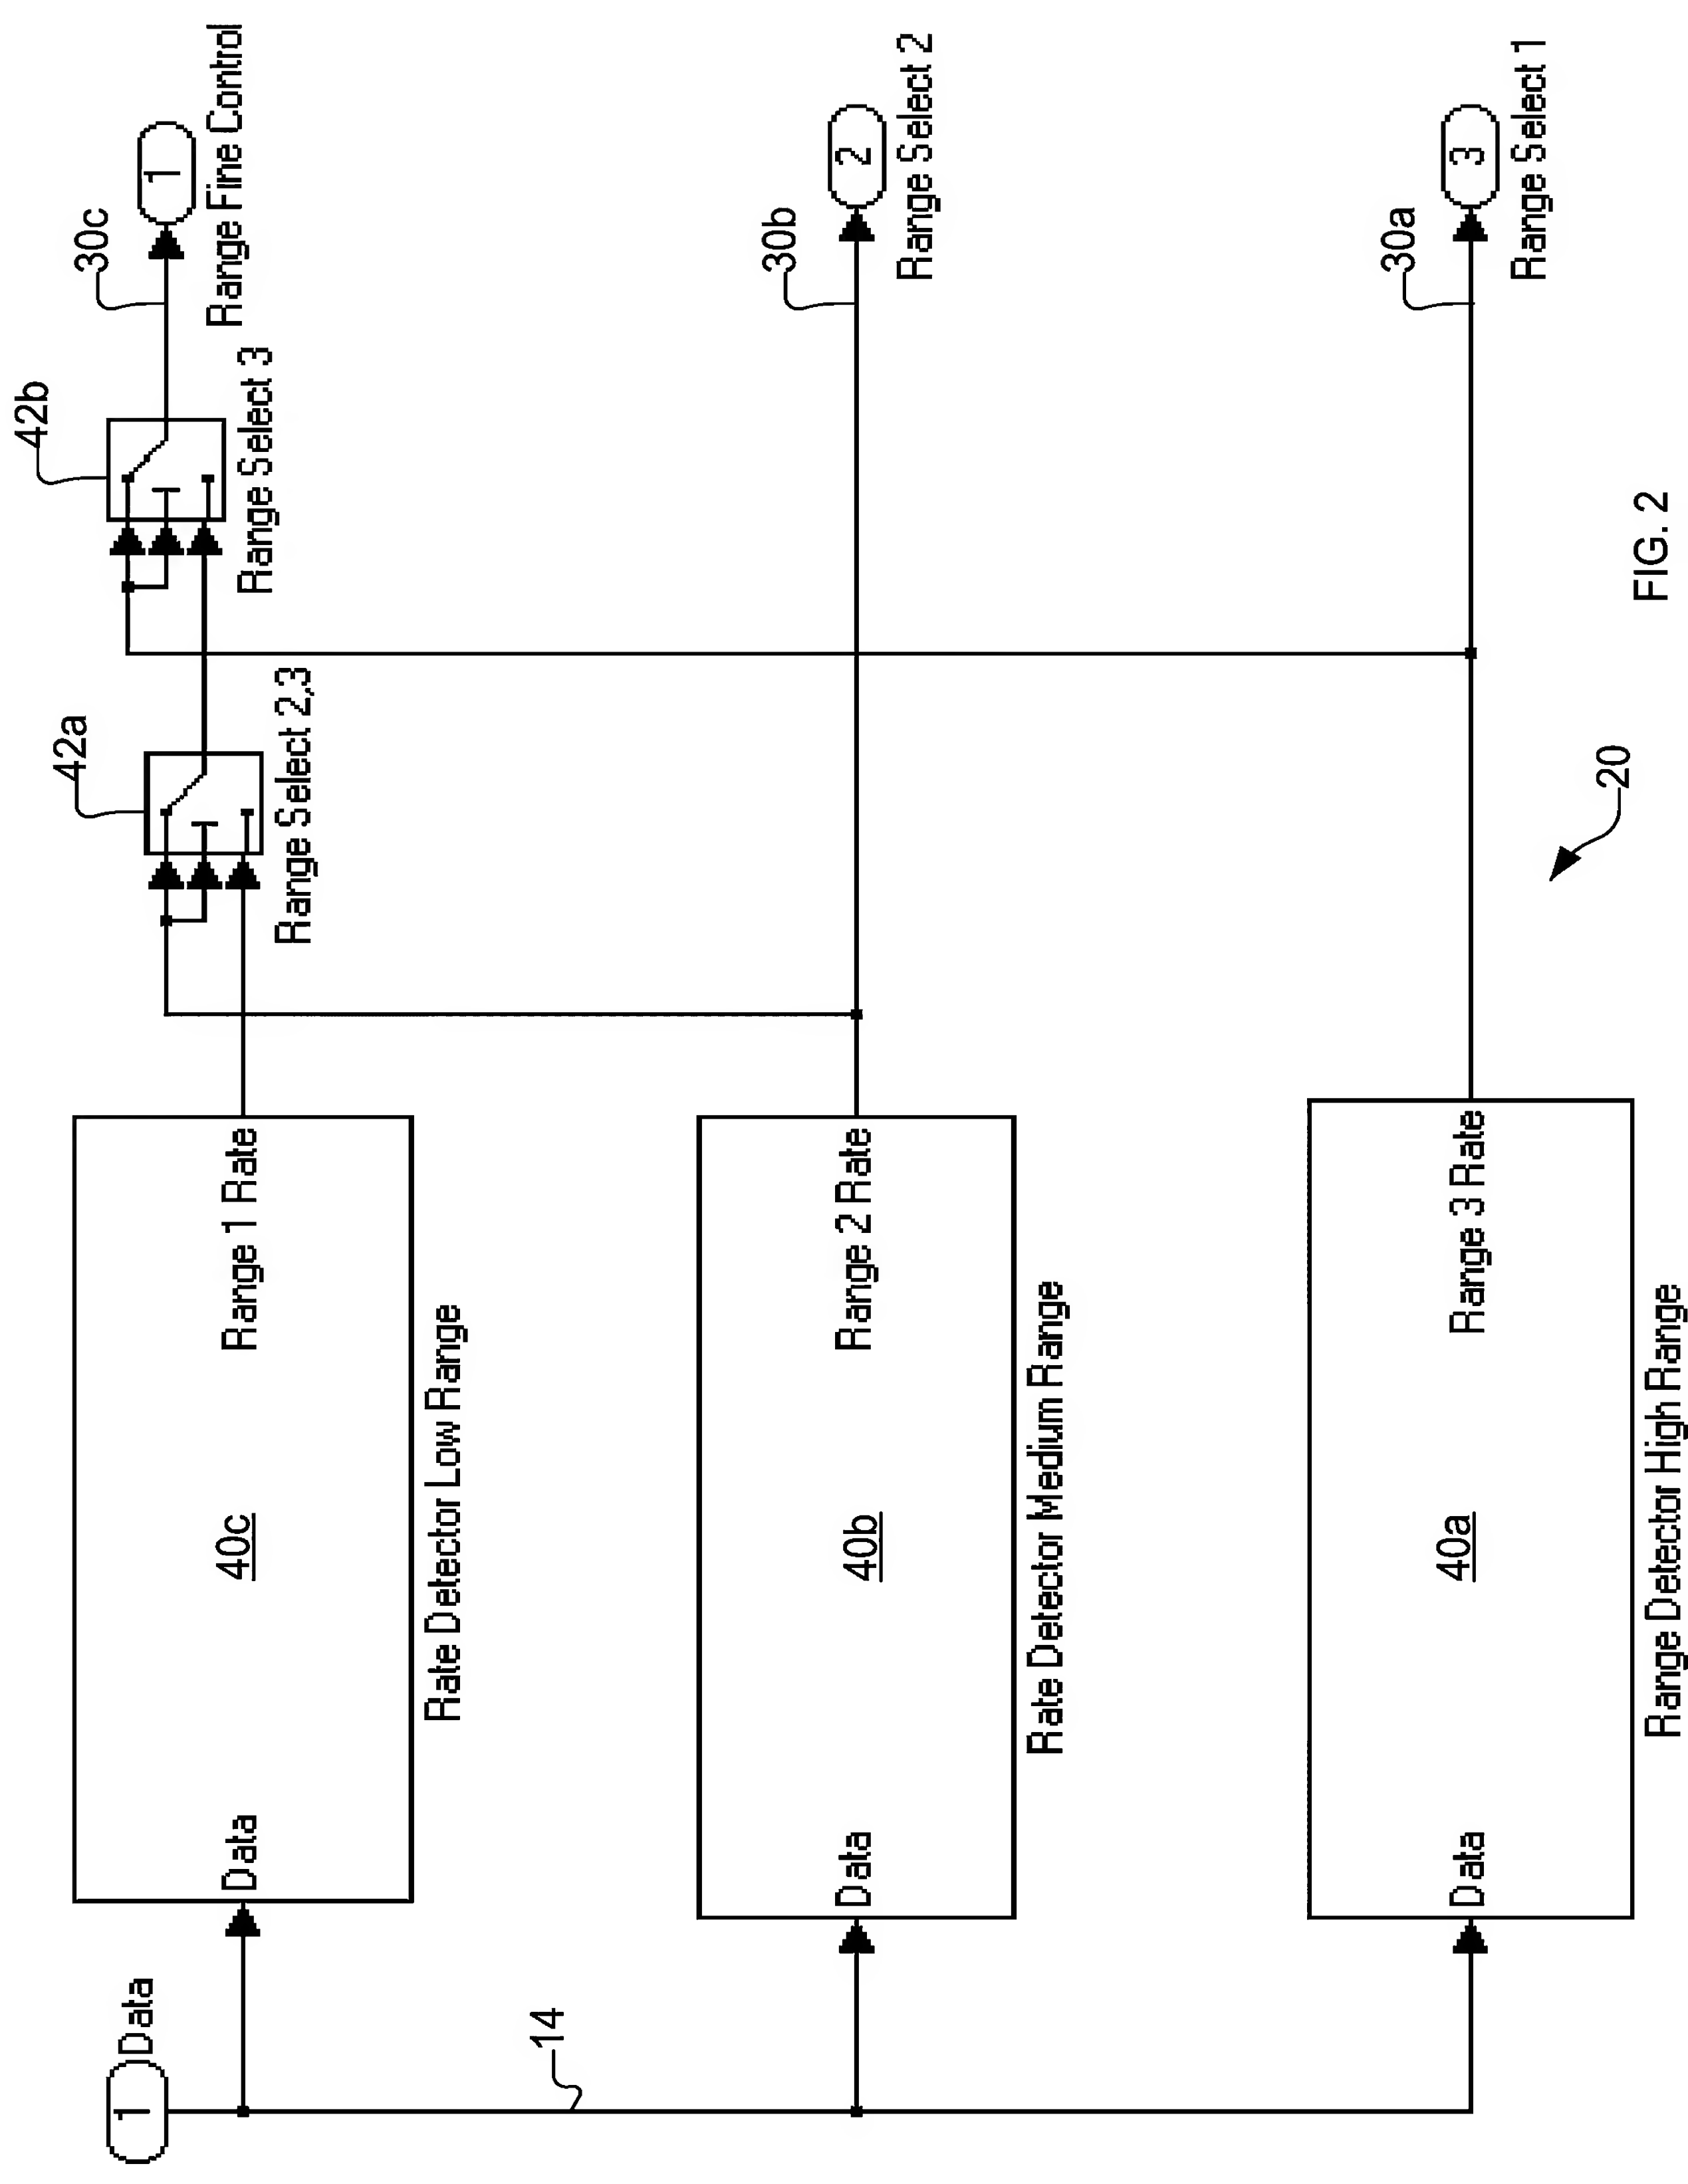 1
Data
14
Data
40c
Range 1 Rate
Rate Detector Low Range
42a
Range Select 2,3
42b
Range Select 3
30c
1
Range Fine Control
Data
40b
Range 2 Rate
Rate Detector Medium Range
30b
2
Range Select 2
Data
40a
Range 3 Rate
Range Detector High Range
30a
3
Range Select 1
20
FIG. 2